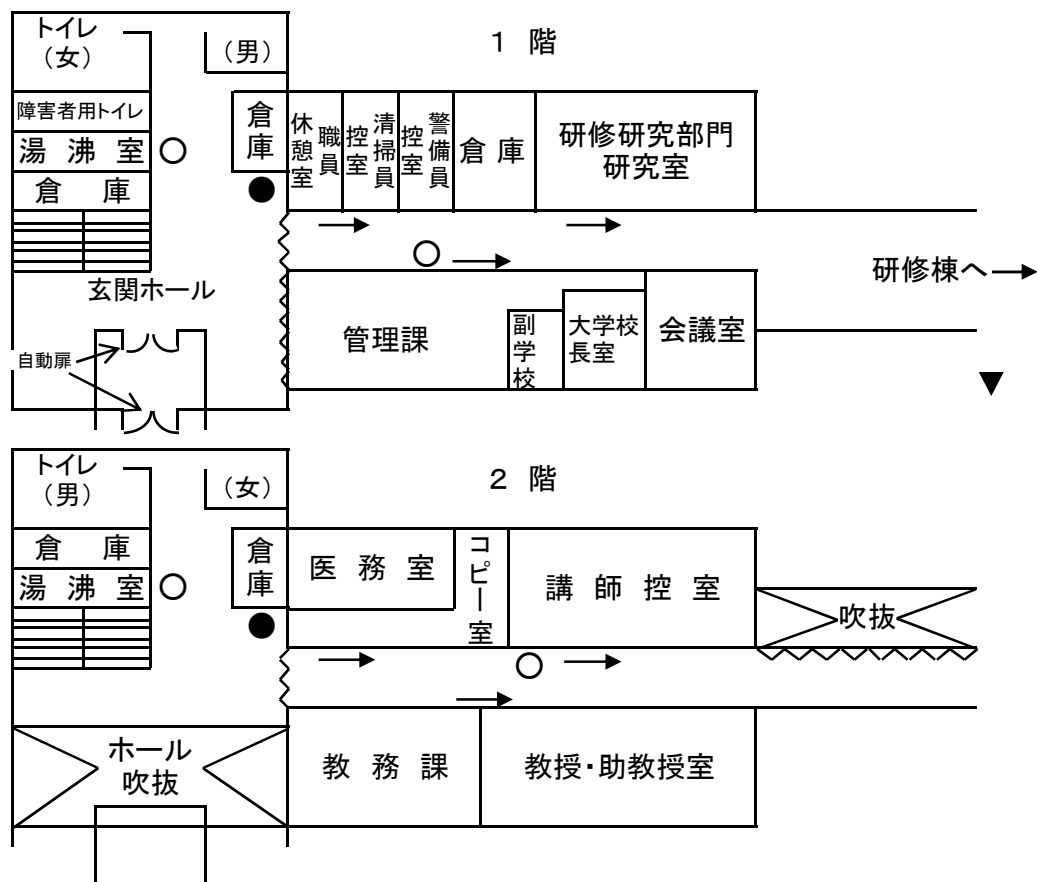 トイレ
（女）
（男）
１ 階
障害者用トイレ
湯 沸 室
倉 庫
倉庫
職員
休憩室
清掃員
控室
警備員
控室
倉庫
研修研究部門
研究室
玄関ホール
自動扉
管理課
副学校
大学校
長室
会議室
研修棟へ
トイレ
（男）
（女）
２ 階
倉 庫
湯 沸 室
倉庫
医 務 室
コピー室
講 師 控 室
吹抜
ホール
吹抜
教 務 課
教授・助教授室